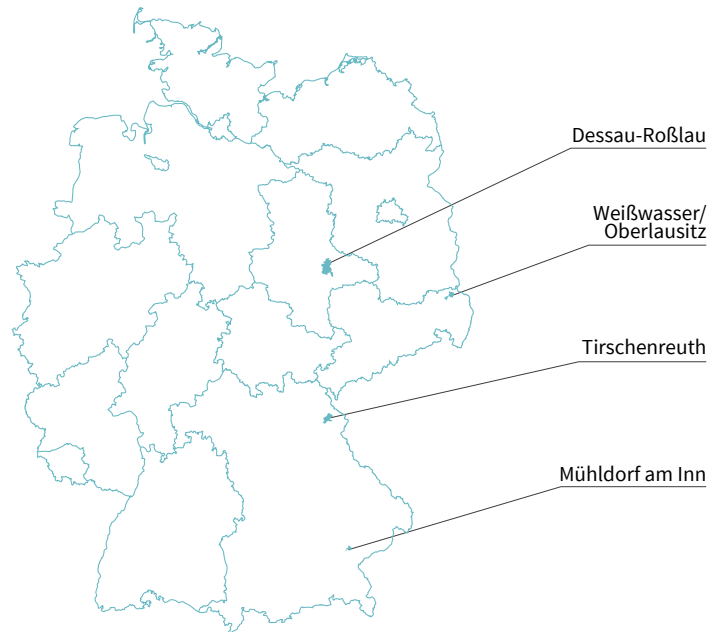 Dessau-Roßlau
Weißwasser/
Oberlausitz
Tirschenreuth
Mühldorf am Inn